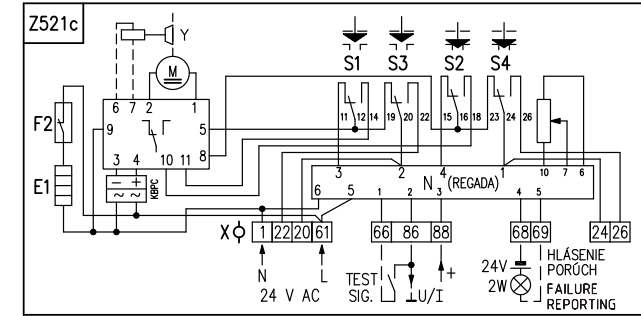 Z521c
Y
M
S1 S3 S2 S4
6 7 2 1
9 5
8
3 4 10 11
F2
E1
KBPC
11 12 14 19 20 22 15 16 18 23 24 26
10 7 6
3 2 4 1
N (REGADA)
6 5 1 2 3 4 5
X 1 22 20 61 66 86 88 68 69 24 26
N L
24 V AC
TEST
SIG.
U/I
+
24V
2W
HLÁSENIE
PORÚCH
FAILURE
REPORTING